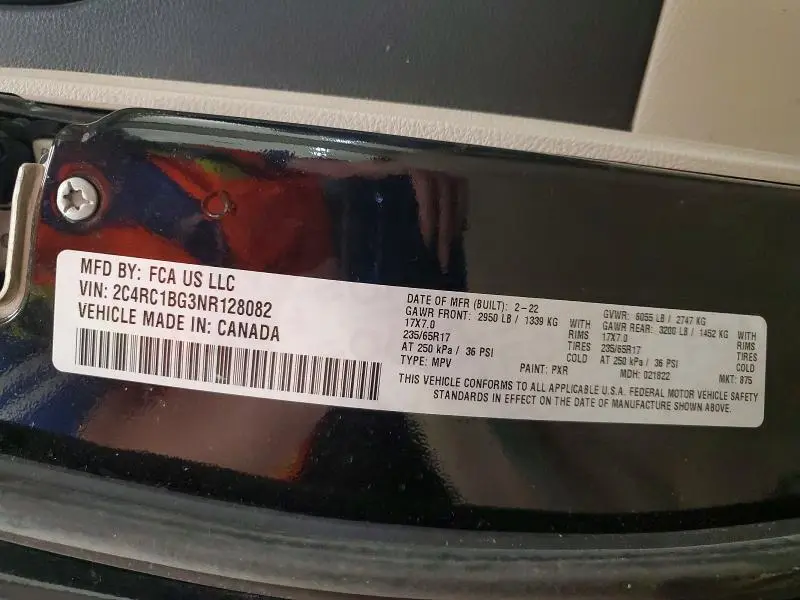 MFD BY: FCA US LLC
VIN: 2C4RC1BG3NR128082
VEHICLE MADE IN: CANADA
DATE OF MFR (BUILT): 2-22
GVWR: 6055 LB / 2747 KG
GAWR FRONT: 2950 LB / 1339 KG WITH
GAWR REAR: 3200 LB / 1452 KG WITH
17X7.0 RIMS
17X7.0 RIMS
235/65R17 TIRES
235/65R17 TIRES
AT 250 kPa / 36 PSI COLD
AT 250 kPa / 36 PSI COLD
TYPE: MPV PAINT: PXR MDH: 021822 MKT: 875
THIS VEHICLE CONFORMS TO ALL APPLICABLE U.S.A. FEDERAL MOTOR VEHICLE SAFETY
STANDARDS IN EFFECT ON THE DATE OF MANUFACTURE SHOWN ABOVE.